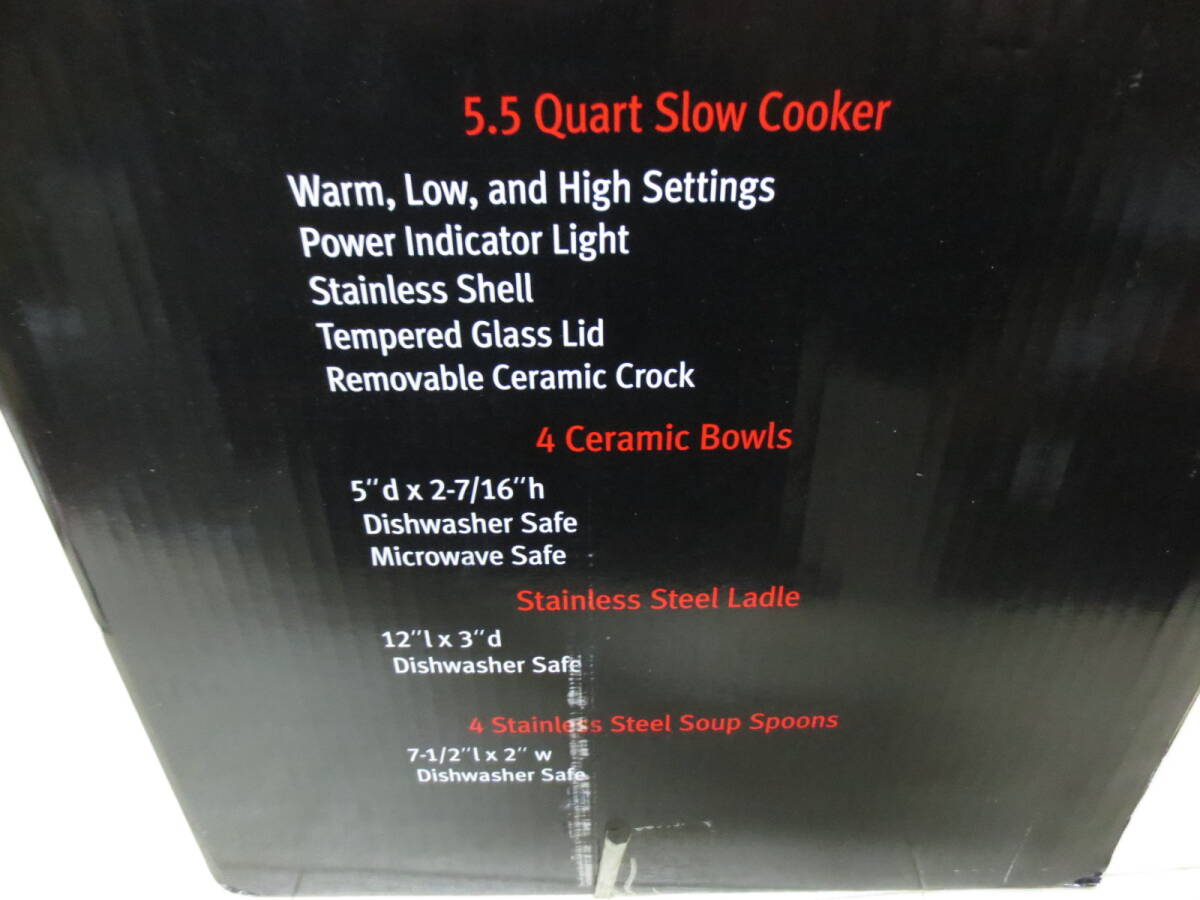 5.5 Quart Slow Cooker
Warm, Low, and High Settings
Power Indicator Light
Stainless Shell
Tempered Glass Lid
Removable Ceramic Crock
4 Ceramic Bowls
5"d x 2-7/16"h
Dishwasher Safe
Microwave Safe
Stainless Steel Ladle
12"l x 3"d
Dishwasher Safe
4 Stainless Steel Soup Spoons
7-1/2"l x 2" w
Dishwasher Safe